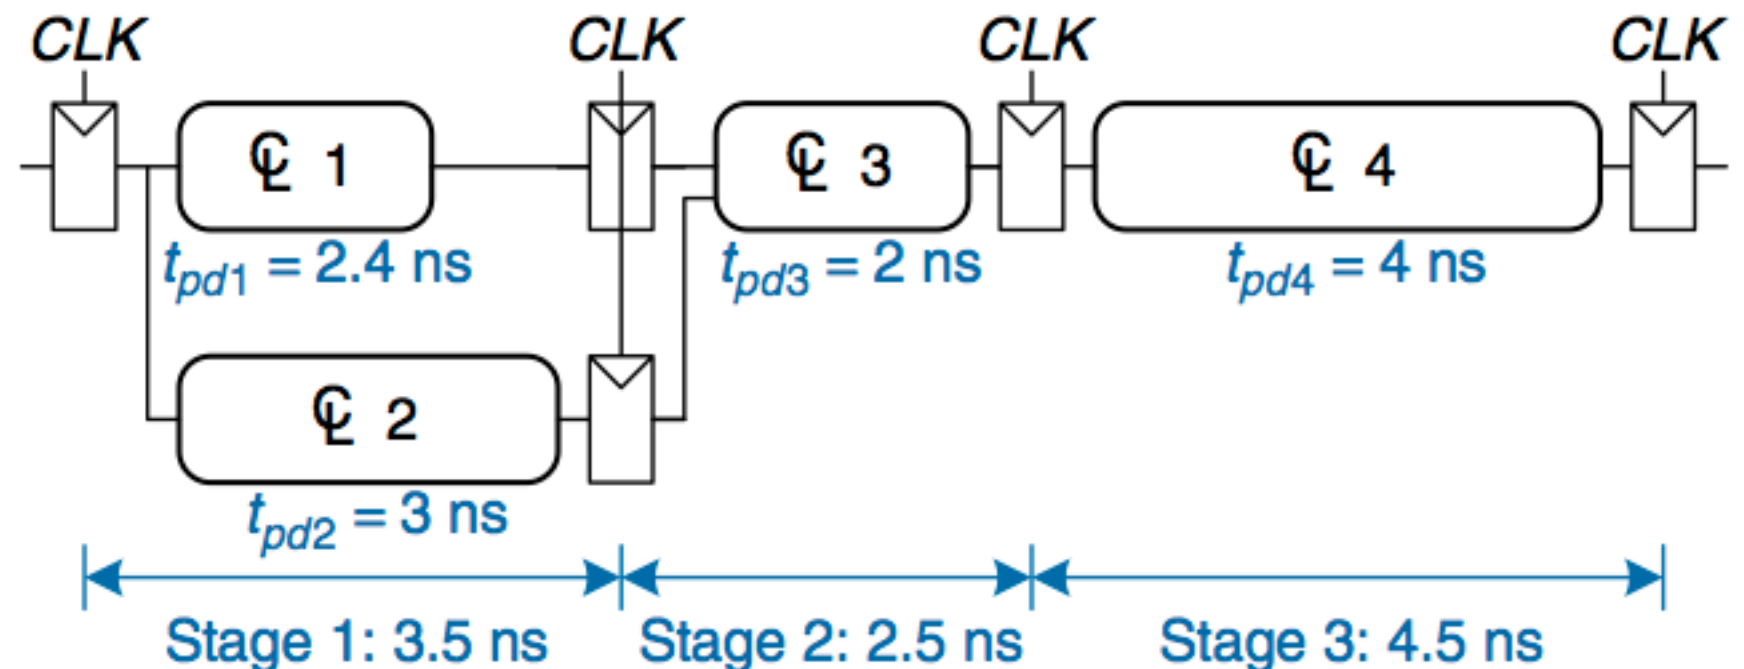 CLK CLK CLK CLK
CL 1 CL 3 CL 4
tpd1 = 2.4 ns tpd3 = 2 ns tpd4 = 4 ns
CL 2
tpd2 = 3 ns
Stage 1: 3.5 ns Stage 2: 2.5 ns Stage 3: 4.5 ns